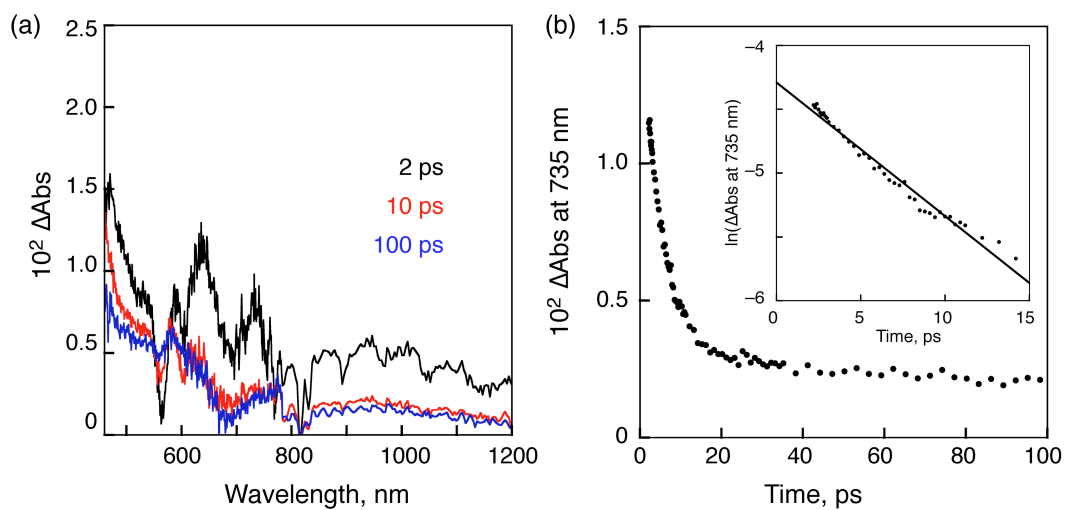 (a)
2.5
2.0
1.5
1.0
0.5
0
10² ΔAbs
2 ps
10 ps
100 ps
600
800
1000
1200
Wavelength, nm
(b)
1.5
1.0
0.5
0
10² ΔAbs at 735 nm
0
20
40
60
80
100
Time, ps
–4
–5
–6
ln(ΔAbs at 735 nm)
0
5
10
15
Time, ps